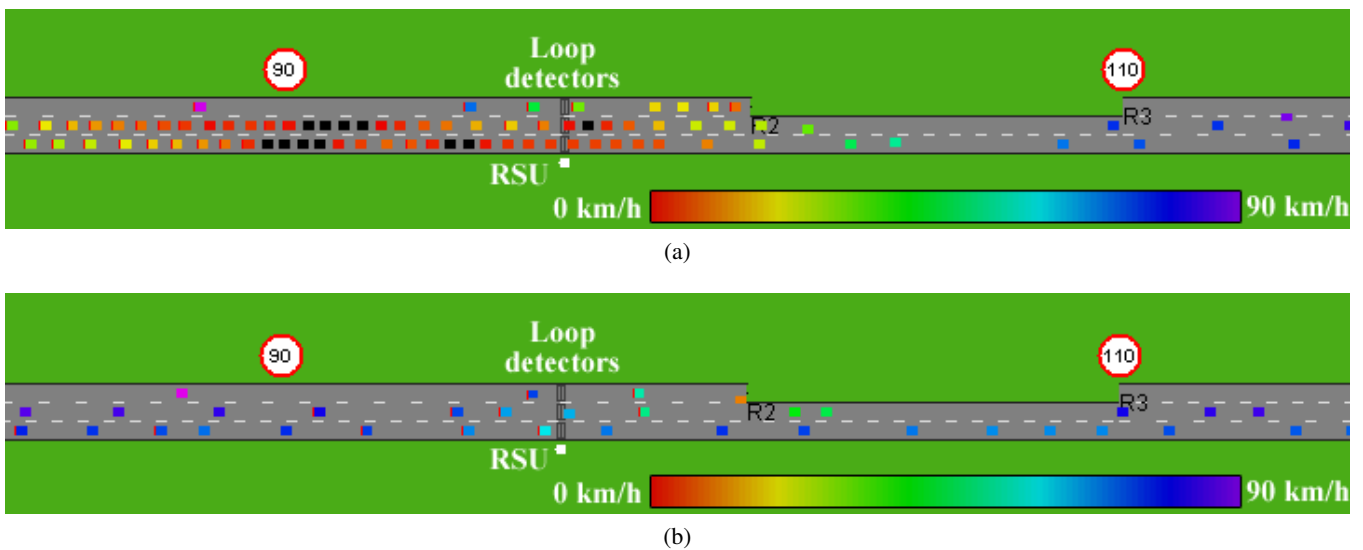 90
Loop
detectors
110
R2
R3
RSU
0 km/h
90 km/h
(a)
90
Loop
detectors
110
R2
R3
RSU
0 km/h
90 km/h
(b)